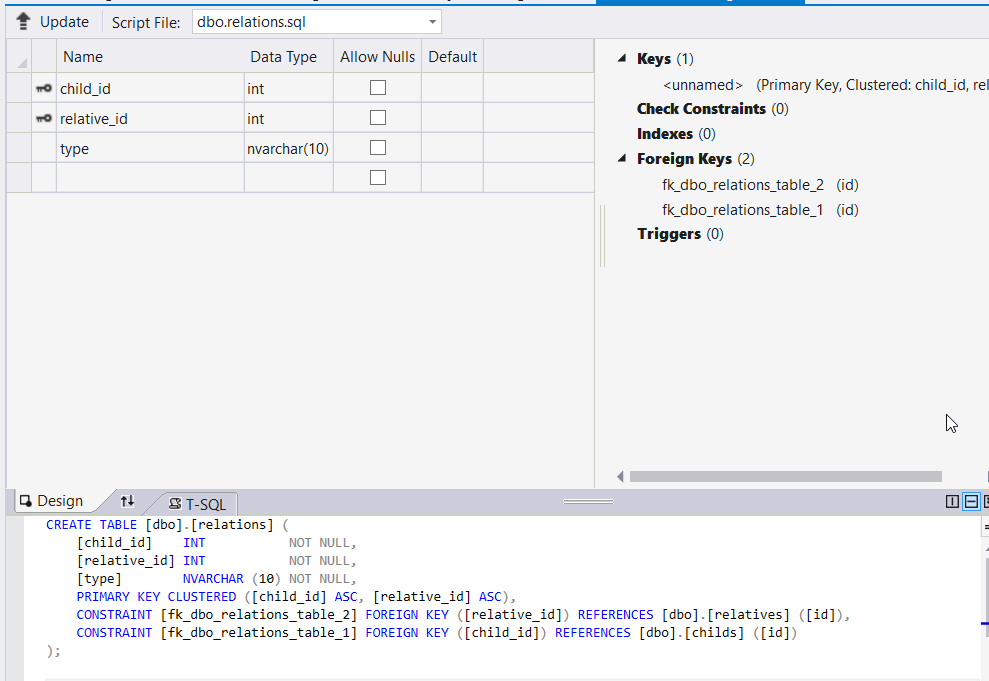 Update Script File: dbo.relations.sql
Name Data Type Allow Nulls Default
child_id int
relative_id int
type nvarchar(10)
Keys (1)
<unnamed> (Primary Key, Clustered: child_id, rel
Check Constraints (0)
Indexes (0)
Foreign Keys (2)
fk_dbo_relations_table_2 (id)
fk_dbo_relations_table_1 (id)
Triggers (0)
Design T-SQL
CREATE TABLE [dbo].[relations] (
[child_id] INT NOT NULL,
[relative_id] INT NOT NULL,
[type] NVARCHAR (10) NOT NULL,
PRIMARY KEY CLUSTERED ([child_id] ASC, [relative_id] ASC),
CONSTRAINT [fk_dbo_relations_table_2] FOREIGN KEY ([relative_id]) REFERENCES [dbo].[relatives] ([id]),
CONSTRAINT [fk_dbo_relations_table_1] FOREIGN KEY ([child_id]) REFERENCES [dbo].[childs] ([id])
);